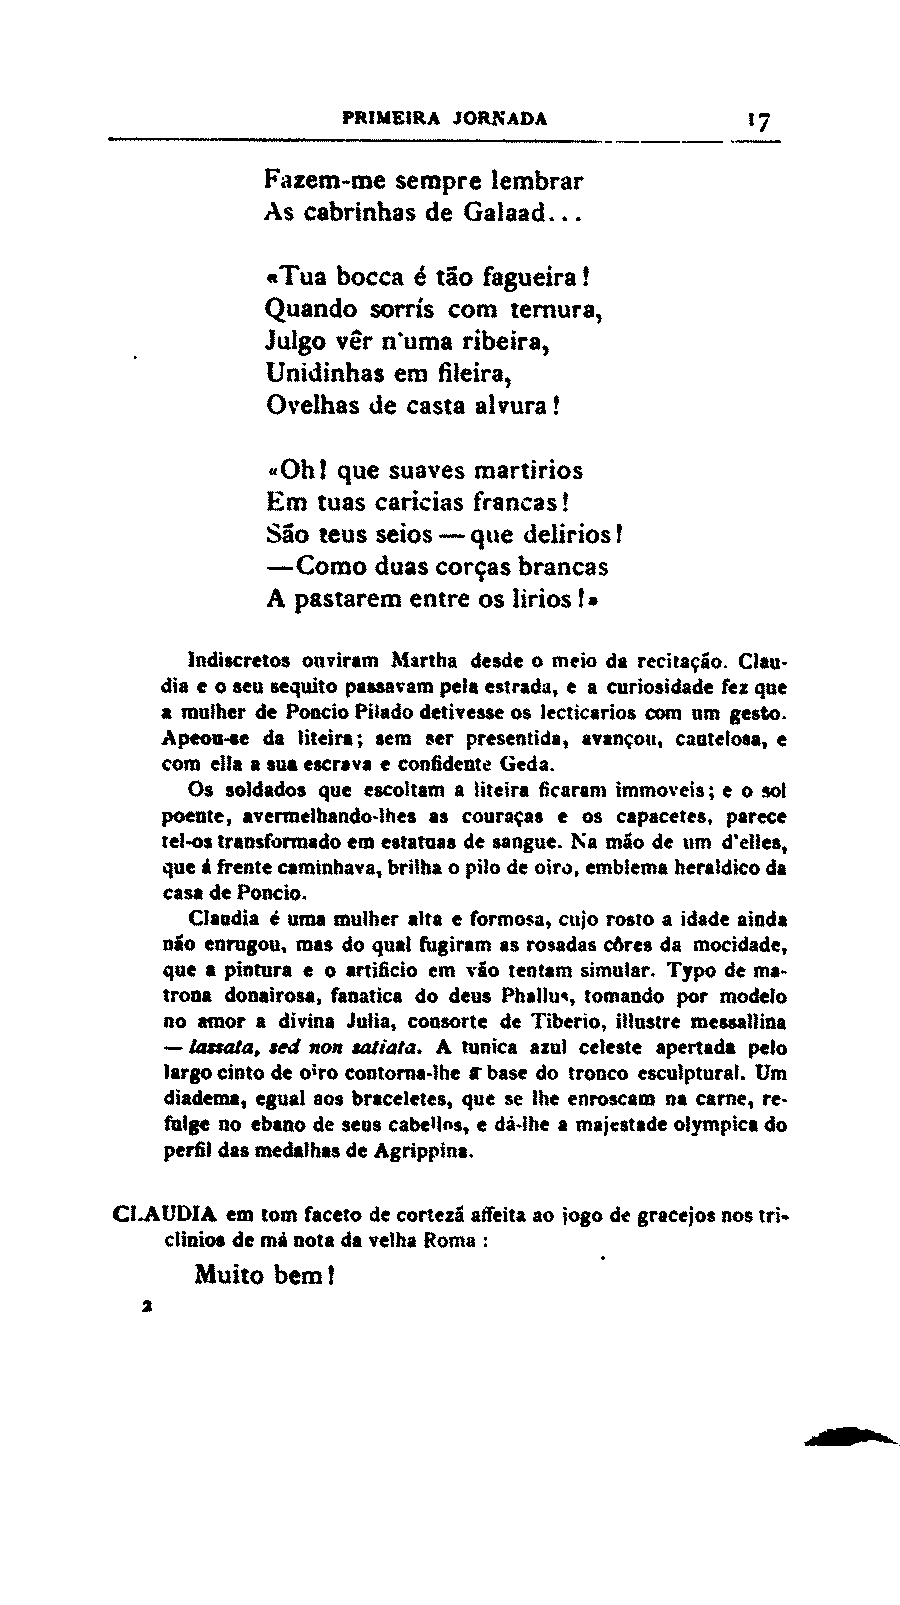 PRIMEIRA JORNADA 17
Fazem-me sempre lembrar
As cabrinhas de Galaad...
«Tua bocca é tão fagueira!
Quando sorrís com ternura,
Julgo vêr n'uma ribeira,
Unidinhas em fileira,
Ovelhas de casta alvura!
«Oh! que suaves martirios
Em tuas caricias francas!
São teus seios — que delirios!
—Como duas corças brancas
A pastarem entre os lirios!»
Indiscretos ouviram Martha desde o meio da recitação. Clau-
dia e o seu sequito passavam pela estrada, e a curiosidade fez que
a mulher de Poncio Pilado detivesse os lecticarios com um gesto.
Apeou-se da liteira; sem ser presentida, avançou, cautelosa, e
com ella a sua escrava e confidente Geda.
Os soldados que escoltam a liteira ficaram immoveis; e o sol
poente, avermelhando-lhes as couraças e os capacetes, parece
tel-os transformado em estatuas de sangue. Na mão de um d'elles,
que á frente caminhava, brilha o pilo de oiro, emblema heraldico da
casa de Poncio.
Claudia é uma mulher alta e formosa, cujo rosto a idade ainda
não enrugou, mas do qual fugiram as rosadas côres da mocidade,
que a pintura e o artificio em vão tentam simular. Typo de ma-
trona donairosa, fanatica do deus Phallus, tomando por modelo
no amor a divina Julia, consorte de Tiberio, illustre messallina
— lassata, sed non satiata. A tunica azul celeste apertada pelo
largo cinto de oiro contorna-lhe a base do tronco esculptural. Um
diadema, egual aos braceletes, que se lhe enroscam na carne, re-
fulge no ebano de seus cabellos, e dá-lhe a majestade olympica do
perfil das medalhas de Agrippina.
CLAUDIA em tom faceto de cortezã affeita ao jogo de gracejos nos tri-
clinios de má nota da velha Roma :
Muito bem!
2